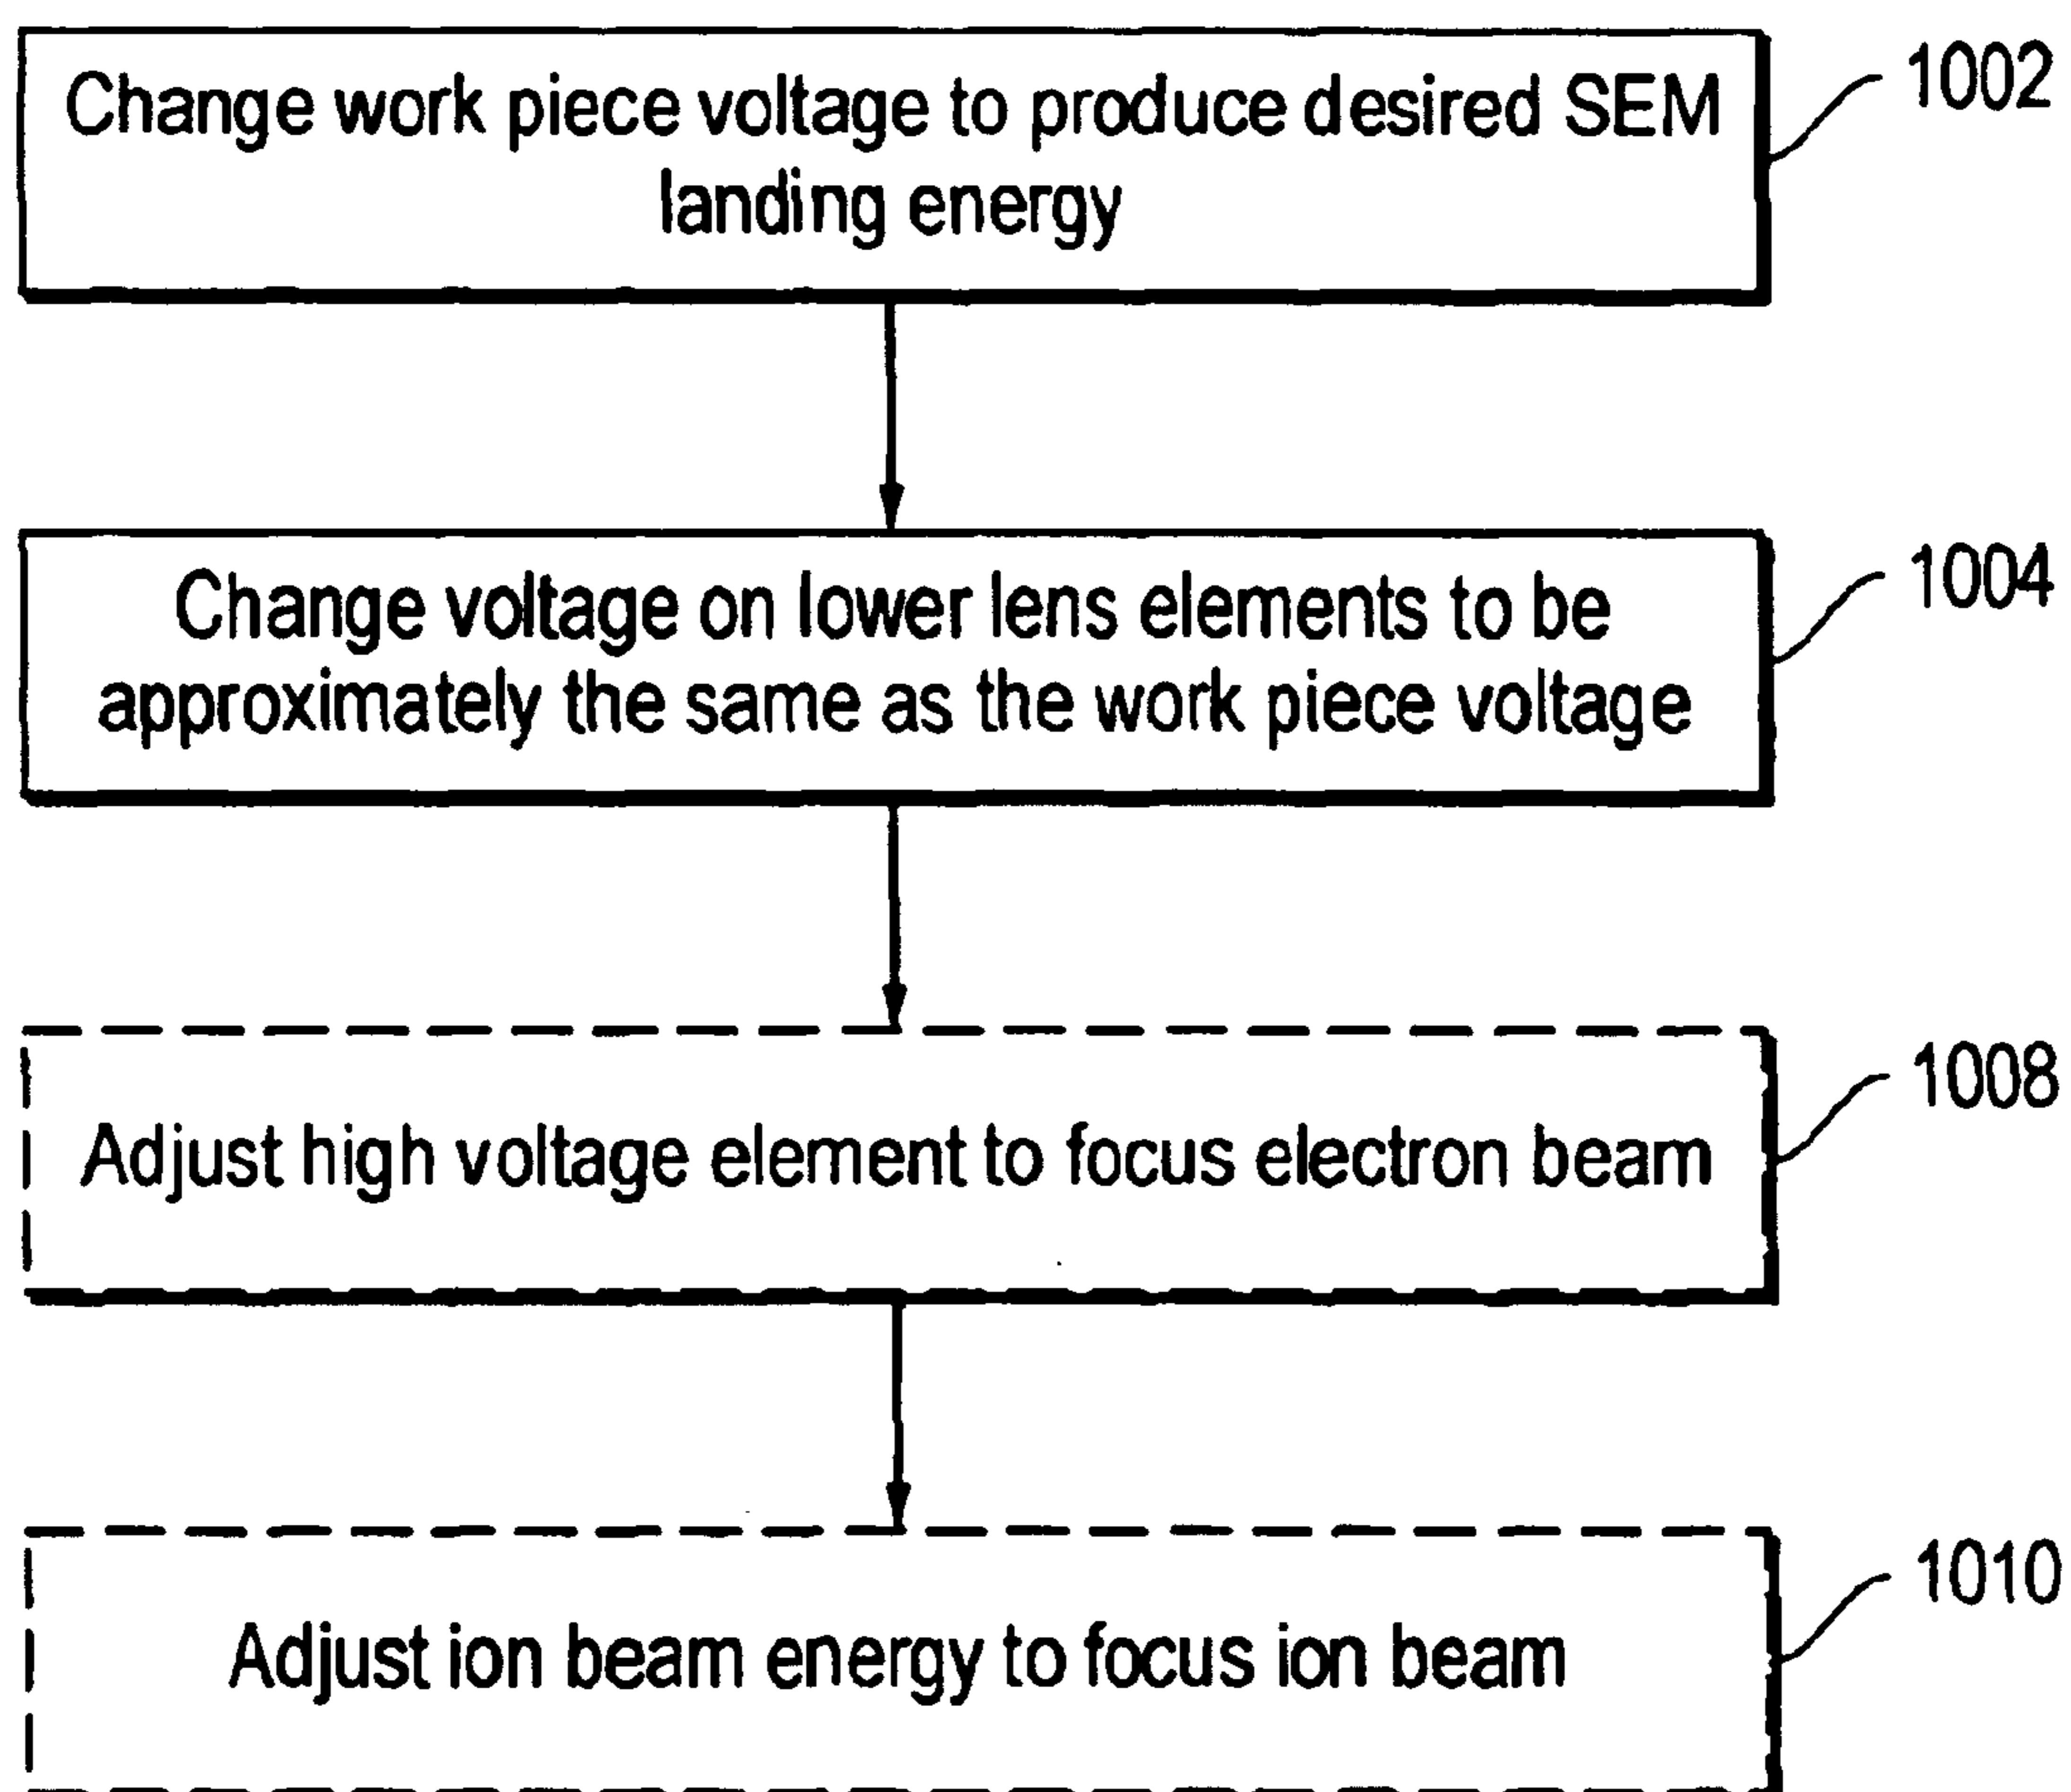 Change work piece voltage to produce desired SEM
landing energy
1002
Change voltage on lower lens elements to be
approximately the same as the work piece voltage
1004
Adjust high voltage element to focus electron beam
1008
Adjust ion beam energy to focus ion beam
1010